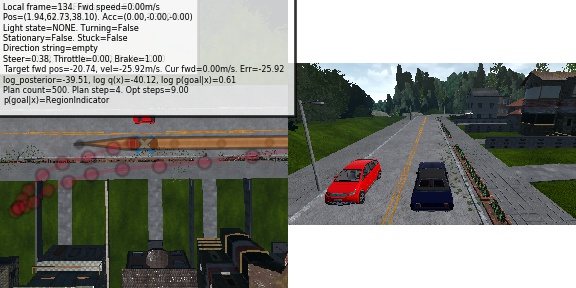 Local frame=134. Fwd.speed=0.00m/s
Pos=(1.94,62.73,38.10). Acc=(0.00,-0.00,-0.00)
Light state=NONE. Turning=False
Stationary=False. Stuck=False
Direction string=empty
Steer=0.38; Throttle=0.00, Brake=1.00
Target fwd pos=-20.74, vel=-25.92m/s. Cur fwd=0.00m/s. Err=-25.92
log_posterior=-39.51, log q(x)=-40.12, log p(goal|x)=0.61
Plan count=500. Plan step=4. Opt steps=9.00
p(goal|x)=RegionIndicator